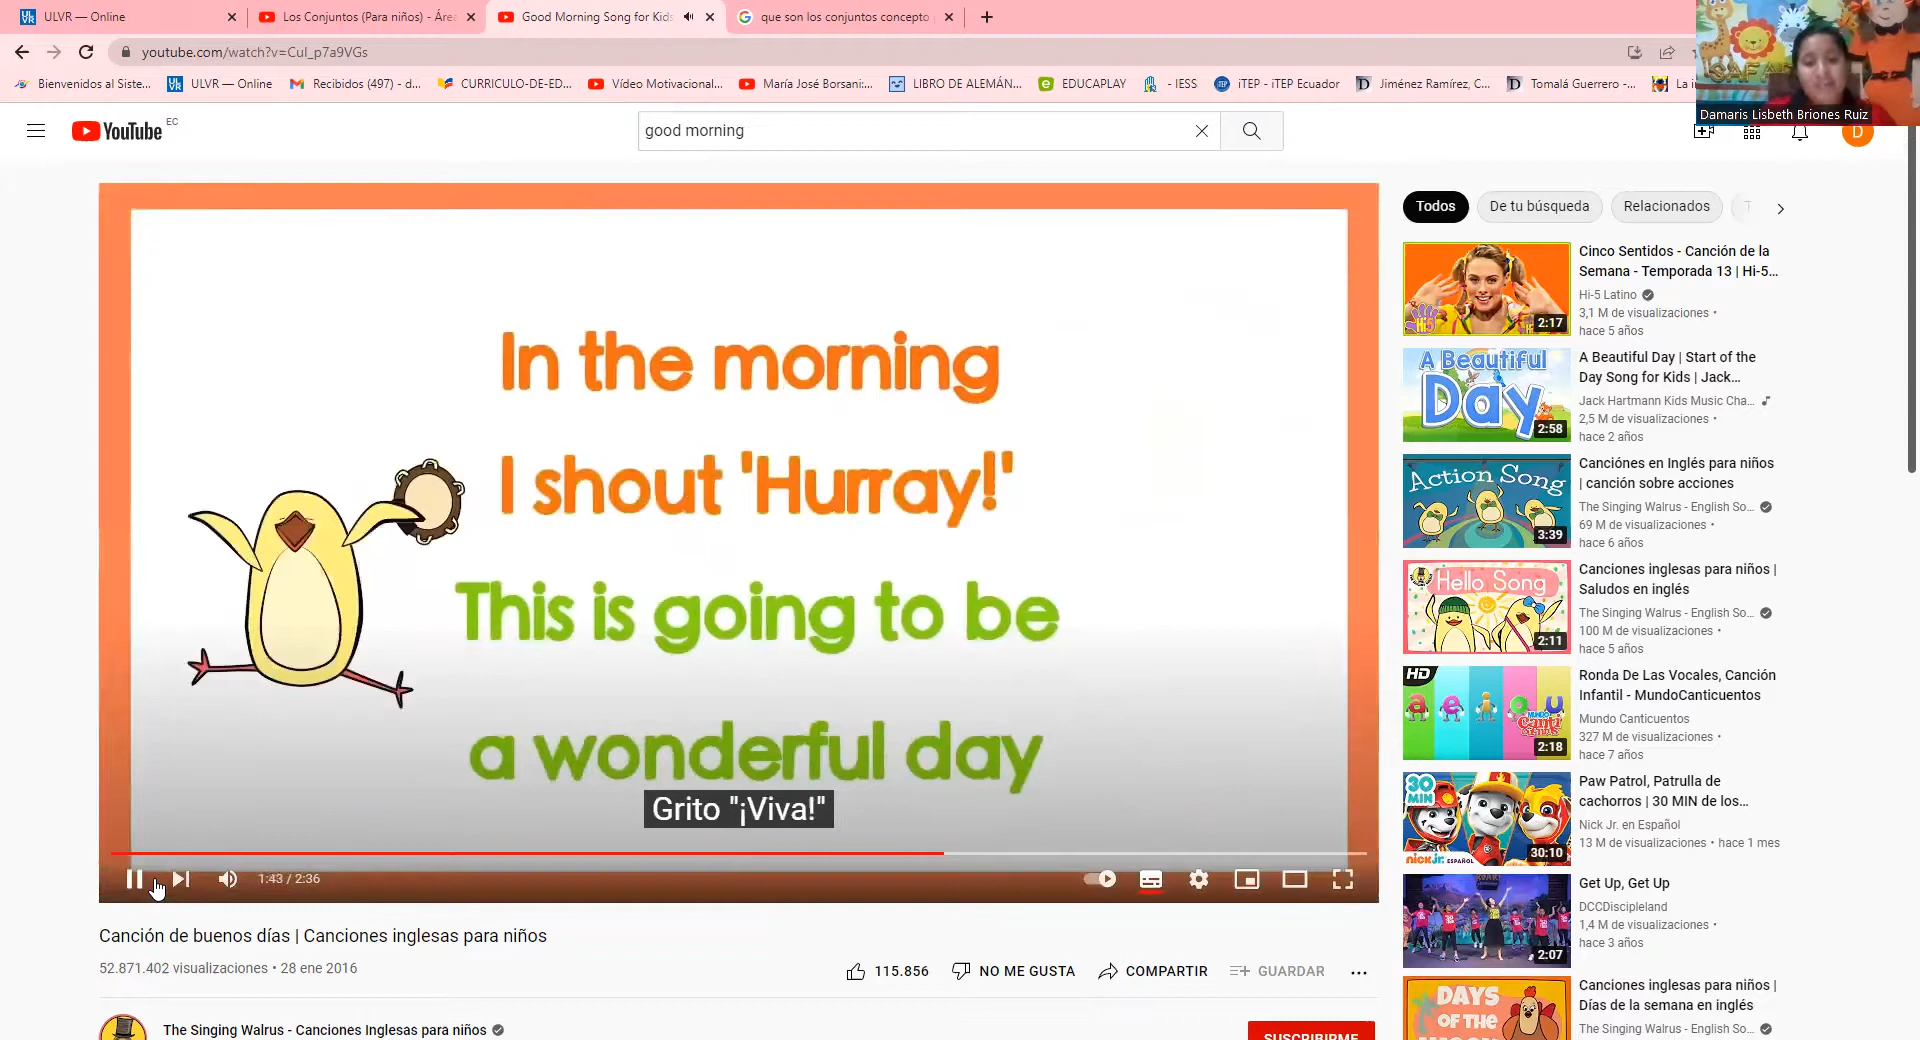 ULVR — Online
Los Conjuntos (Para niños) - Área
Good Morning Song for Kids
que son los conjuntos concepto
youtube.com/watch?v=Cul_p7a9VGs
Bienvenidos al Siste...
ULVR — Online
Recibidos (497) - d...
CURRICULO-DE-ED...
Vídeo Motivacional...
María José Borsani:...
LIBRO DE ALEMÁN...
EDUCAPLAY
- IESS
iTEP - iTEP Ecuador
Jiménez Ramírez, C...
Tomalá Guerrero -...
La i
Damaris Lisbeth Briones Ruiz
YouTube EC
good morning
D
In the morning
I shout 'Hurray!'
This is going to be
a wonderful day
Grito "¡Viva!"
1:43 / 2:36
Canción de buenos días | Canciones inglesas para niños
52.871.402 visualizaciones • 28 ene 2016
115.856
NO ME GUSTA
COMPARTIR
GUARDAR
The Singing Walrus - Canciones Inglesas para niños
SUSCRIBIRME
Todos
De tu búsqueda
Relacionados
T
Hi5
2:17
Cinco Sentidos - Canción de la
Semana - Temporada 13 | Hi-5...
Hi-5 Latino
3,1 M de visualizaciones •
hace 5 años
A Beautiful
Day
2:58
A Beautiful Day | Start of the
Day Song for Kids | Jack...
Jack Hartmann Kids Music Cha...
2,5 M de visualizaciones •
hace 2 años
Action Song
3:39
Canciónes en Inglés para niños
| canción sobre acciones
The Singing Walrus - English So...
69 M de visualizaciones •
hace 6 años
Hello Song
2:11
Canciones inglesas para niños |
Saludos en inglés
The Singing Walrus - English So...
100 M de visualizaciones •
hace 5 años
HD
a e i o u
2:18
Ronda De Las Vocales, Canción
Infantil - MundoCanticuentos
Mundo Canticuentos
327 M de visualizaciones •
hace 7 años
30
MIN
nick jr. ESPAÑOL
30:10
Paw Patrol, Patrulla de
cachorros | 30 MIN de los...
Nick Jr. en Español
13 M de visualizaciones • hace 1 mes
2:07
Get Up, Get Up
DCCDiscipleland
1,4 M de visualizaciones •
hace 3 años
DAYS
OF THE
Canciones inglesas para niños |
Días de la semana en inglés
The Singing Walrus - English So...